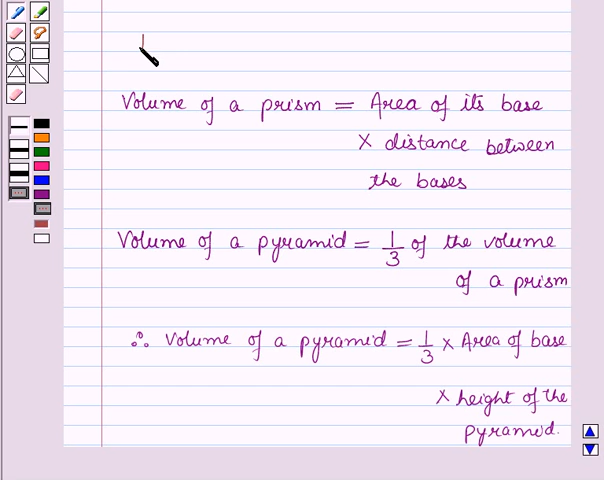 Volume of a prism = Area of its base
× distance between
the bases
Volume of a pyramid = 1/3 of the volume
of a prism
∴ Volume of a pyramid = 1/3 × Area of base
× height of the
pyramid.